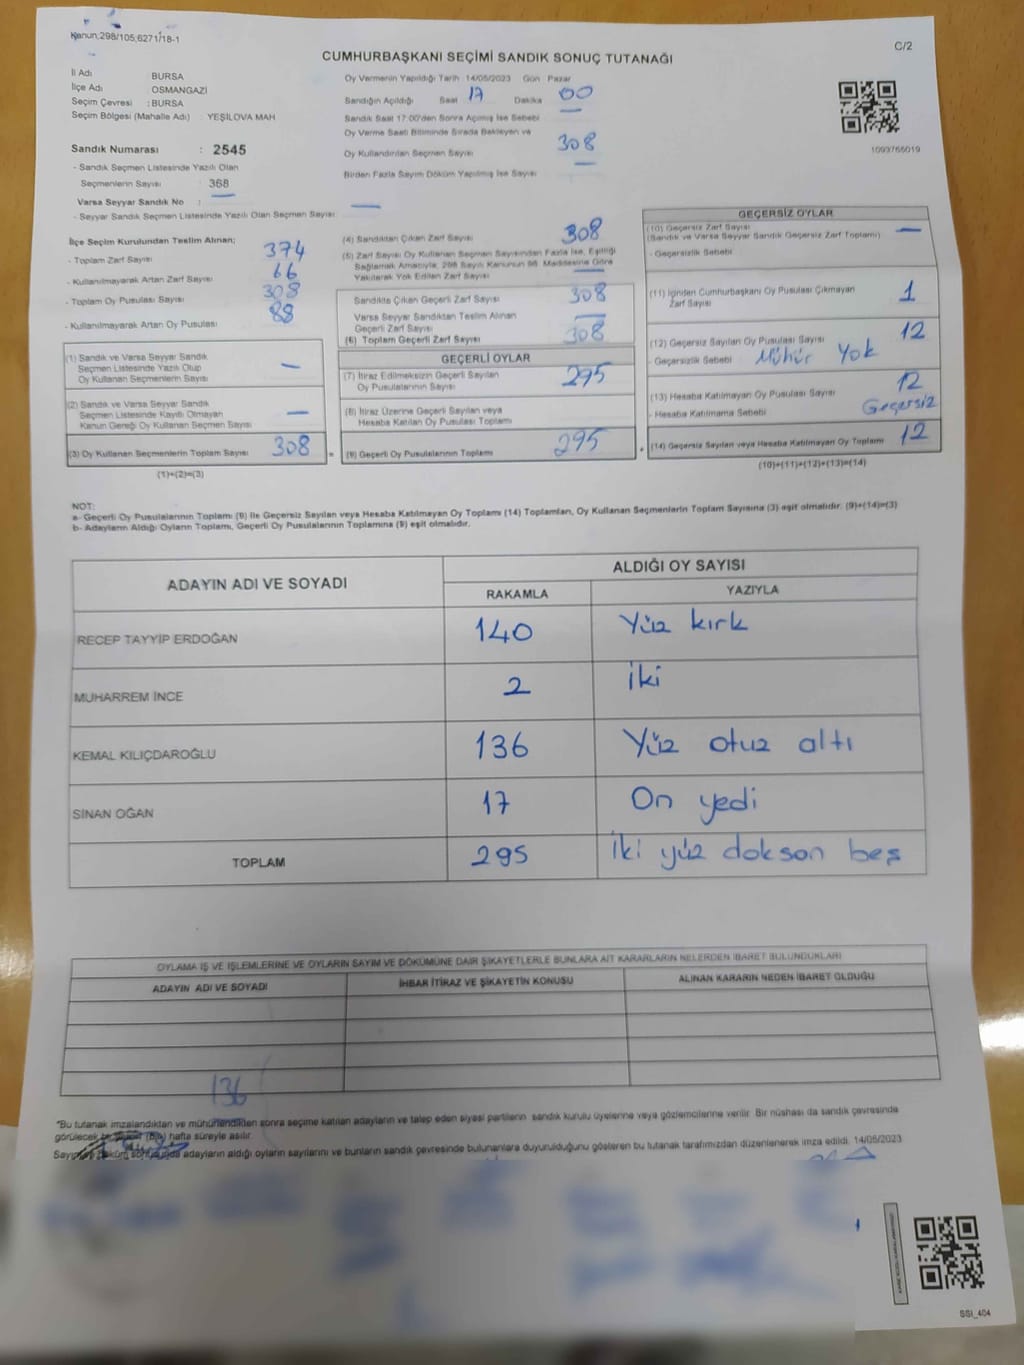 Kanun;298/105;6271/18-1
C/2
CUMHURBAŞKANI SEÇİMİ SANDIK SONUÇ TUTANAĞI
İl Adı BURSA
İlçe Adı OSMANGAZİ
Seçim Çevresi : BURSA
Seçim Bölgesi (Mahalle Adı) YEŞİLOVA MAH
Sandık Numarası : 2545
- Sandık Seçmen Listesinde Yazılı Olan
Seçmenlerin Sayısı : 368
Varsa Seyyar Sandık No : —
- Seyyar Sandık Seçmen Listesinde Yazılı Olan Seçmen Sayısı: —
Oy Vermenin Yapıldığı Tarih :14/05/2023 Gün Pazar
Sandığın Açıldığı Saat 17 Dakika 00
Sandık Saat 17:00'den Sonra Açılmış İse Sebebi —
Oy Verme Saati Bitiminde Sırada Bekleyen ve
Oy Kullandırılan Seçmen Sayısı 308
Birden Fazla Sayım Döküm Yapılmış İse Sayısı —
1093765019
İlçe Seçim Kurulundan Teslim Alınan;
- Toplam Zarf Sayısı 374
- Kullanılmayarak Artan Zarf Sayısı 66
- Toplam Oy Pusulası Sayısı 308
- Kullanılmayarak Artan Oy Pusulası 88
(1) Sandık ve Varsa Seyyar Sandık
Seçmen Listesinde Yazılı Olup
Oy Kullanan Seçmenlerin Sayısı —
(2) Sandık ve Varsa Seyyar Sandık
Seçmen Listesinde Kayıtlı Olmayan
Kanun Gereği Oy Kullanan Seçmen Sayısı —
(3) Oy Kullanan Seçmenlerin Toplam Sayısı 308
(1)+(2)=(3)
(4) Sandıktan Çıkan Zarf Sayısı 308
(5) Zarf Sayısı Oy Kullanan Seçmen Sayısından Fazla İse, Eşitliği
Sağlamak Amacıyla, 298 Sayılı Kanunun 98. Maddesine Göre
Yakılarak Yok Edilen Zarf Sayısı —
Sandıkta Çıkan Geçerli Zarf Sayısı 308
Varsa Seyyar Sandıktan Teslim Alınan
Geçerli Zarf Sayısı —
(6) Toplam Geçerli Zarf Sayısı 308
GEÇERLİ OYLAR
(7) İtiraz Edilmeksizin Geçerli Sayılan
Oy Pusulalarının Sayısı 295
(8) İtiraz Üzerine Geçerli Sayılan veya
Hesaba Katılan Oy Pusulası Toplamı
(9) Geçerli Oy Pusulalarının Toplamı 295
GEÇERSİZ OYLAR
(10) Geçersiz Zarf Sayısı —
(Sandık ve Varsa Seyyar Sandık Geçersiz Zarf Toplamı)
- Geçersizlik Sebebi
(11) İçinden Cumhurbaşkanı Oy Pusulası Çıkmayan
Zarf Sayısı 1
(12) Geçersiz Sayılan Oy Pusulası Sayısı 12
- Geçersizlik Sebebi Mühür Yok
(13) Hesaba Katılmayan Oy Pusulası Sayısı 12
- Hesaba Katılmama Sebebi Geçersiz
(14) Geçersiz Sayılan veya Hesaba Katılmayan Oy Toplamı 12
(10)+(11)+(12)+(13)=(14)
NOT:
a- Geçerli Oy Pusulalarının Toplamı (9) ile Geçersiz Sayılan veya Hesaba Katılmayan Oy Toplamı (14) Toplamları, Oy Kullanan Seçmenlerin Toplam Sayısına (3) eşit olmalıdır. (9)+(14)=(3)
b- Adayların Aldığı Oyların Toplamı, Geçerli Oy Pusulalarının Toplamına (9) eşit olmalıdır.
ADAYIN ADI VE SOYADI ALDIĞI OY SAYISI
RAKAMLA YAZIYLA
RECEP TAYYİP ERDOĞAN 140 Yüz kırk
MUHARREM İNCE 2 İki
KEMAL KILIÇDAROĞLU 136 Yüz otuz altı
SİNAN OĞAN 17 On yedi
TOPLAM 295 İki yüz dokson beş
OYLAMA İŞ VE İŞLEMLERİNE VE OYLARIN SAYIM VE DÖKÜMÜNE DAİR ŞİKAYETLERLE BUNLARA AİT KARARLARIN NELERDEN İBARET BULUNDUKLARI
ADAYIN ADI VE SOYADI İHBAR İTİRAZ VE ŞİKAYETİN KONUSU ALINAN KARARIN NEDEN İBARET OLDUĞU
136
*Bu tutanak imzalandıktan ve mühürlendikten sonra seçime katılan adayların ve talep eden siyasi partilerin sandık kurulu üyelerine veya gözlemcilerine verilir. Bir nüshası da sandık çevresinde
görülecek bir (bir) hafta süreyle asılır.
Sayım ve döküm sonucunda adayların aldığı oyların sayılarını ve bunların sandık çevresinde bulunanlara duyurulduğunu gösteren bu tutanak tarafımızdan düzenlenerek imza edildi. 14/05/2023
SSI_404